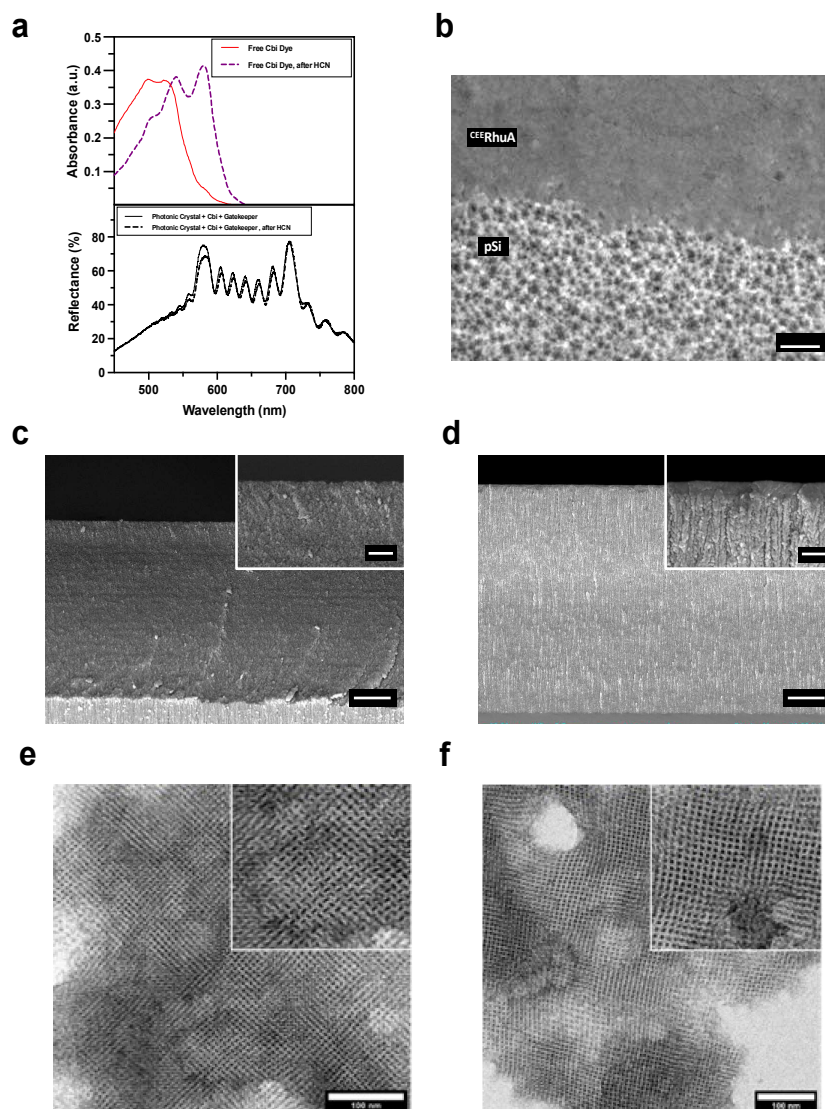 a
Absorbance (a.u.)
0.5
0.4
0.3
0.2
0.1
Free Cbi Dye
Free Cbi Dye, after HCN
Reflectance (%)
80
60
40
20
0
Photonic Crystal + Cbi + Gatekeeper
Photonic Crystal + Cbi + Gatekeeper , after HCN
500
600
700
800
Wavelength (nm)
b
CEERhuA
pSi
c
d
e
100 nm
f
100 nm